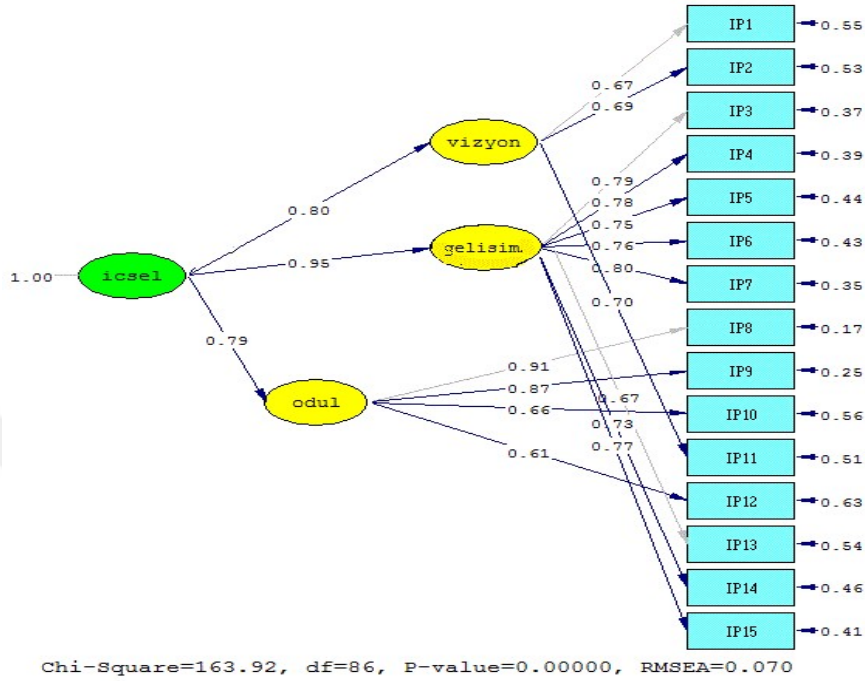 IP1 0.55
0.67
IP2 0.53
0.69
IP3 0.37
vizyon
IP4 0.39
0.79
0.78
IP5 0.44
0.80
0.75
IP6 0.43
gelisim
0.76
0.95
0.80
1.00 icsel
IP7 0.35
0.70
IP8 0.17
0.79
0.91
IP9 0.25
0.87
0.67
odul
0.66
IP10 0.56
0.73
0.77
0.61
IP11 0.51
IP12 0.63
IP13 0.54
IP14 0.46
IP15 0.41
Chi-Square=163.92, df=86, P-value=0.00000, RMSEA=0.070